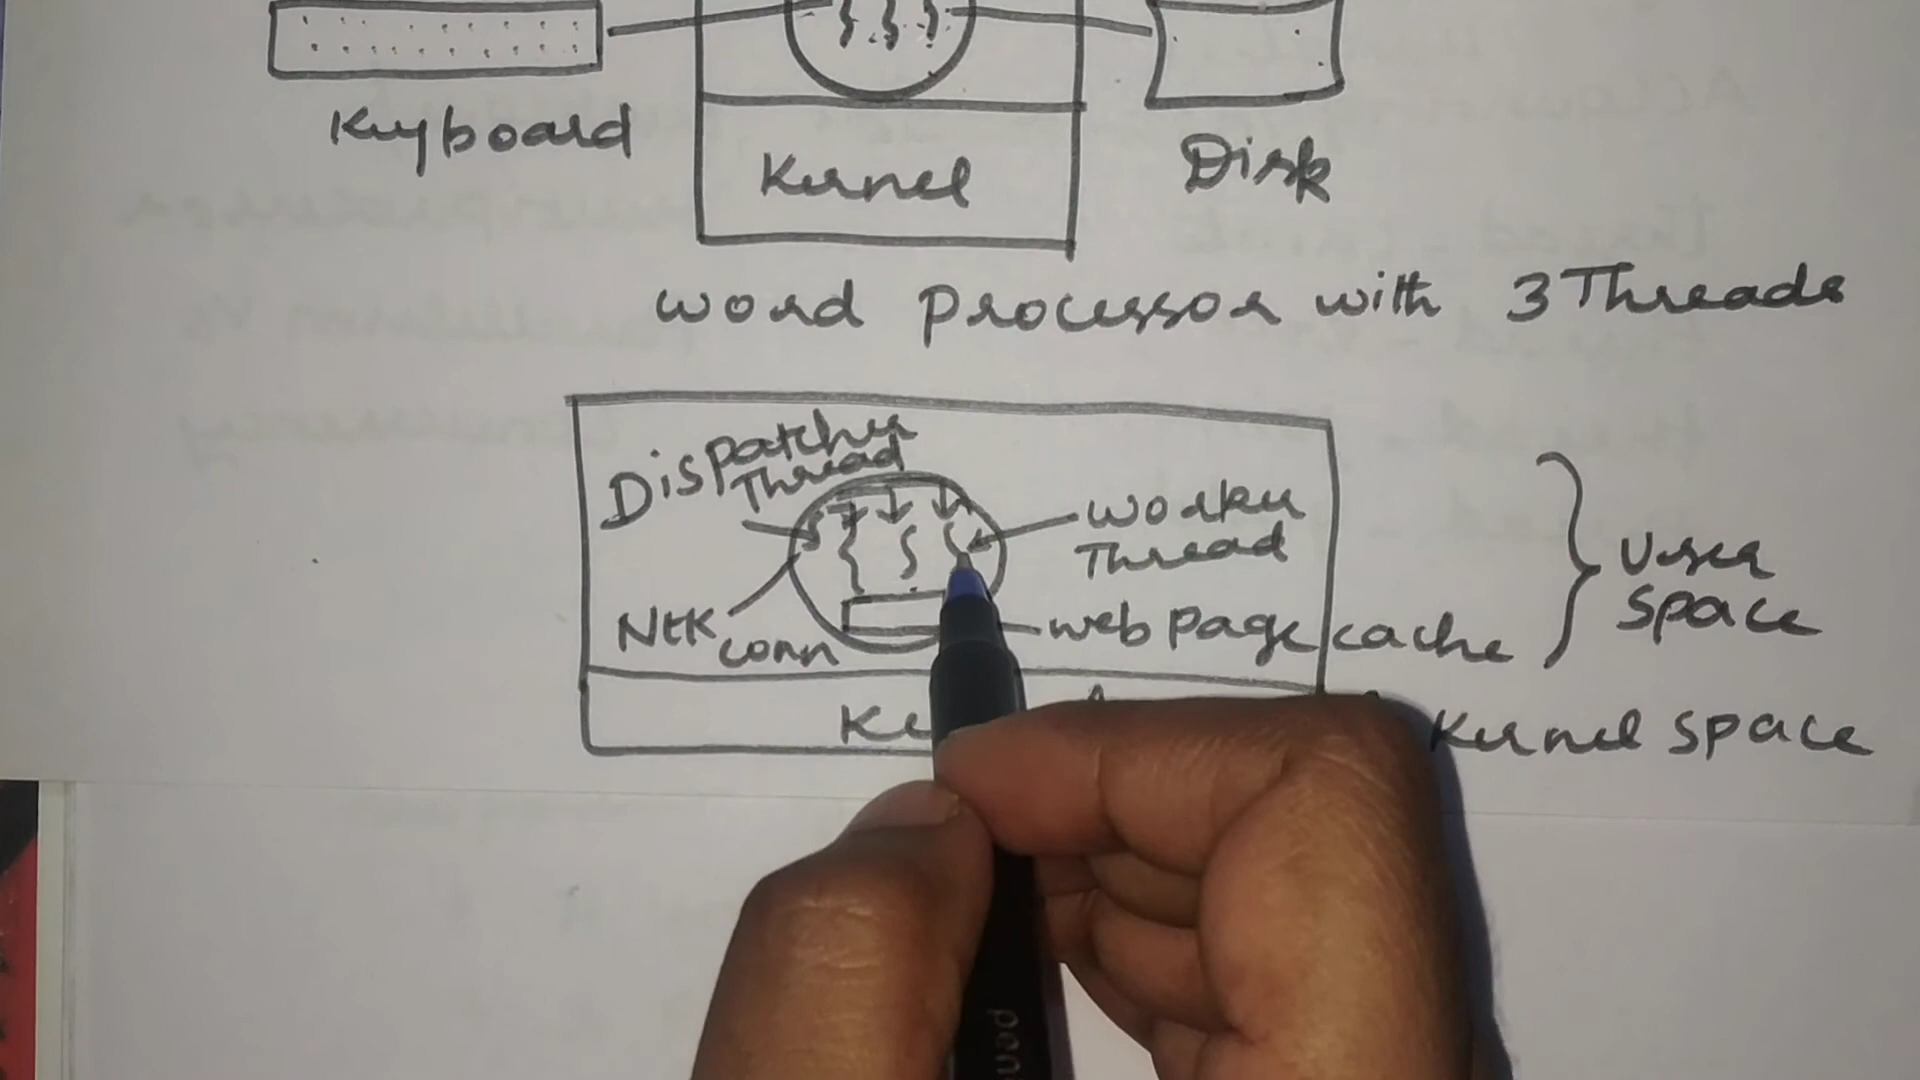 Keyboard
Kernel
Disk
word processor with 3 Threads
Dispatcher
Thread
worker
Thread
Ntk
conn
web page cache
User
space
Kernel space